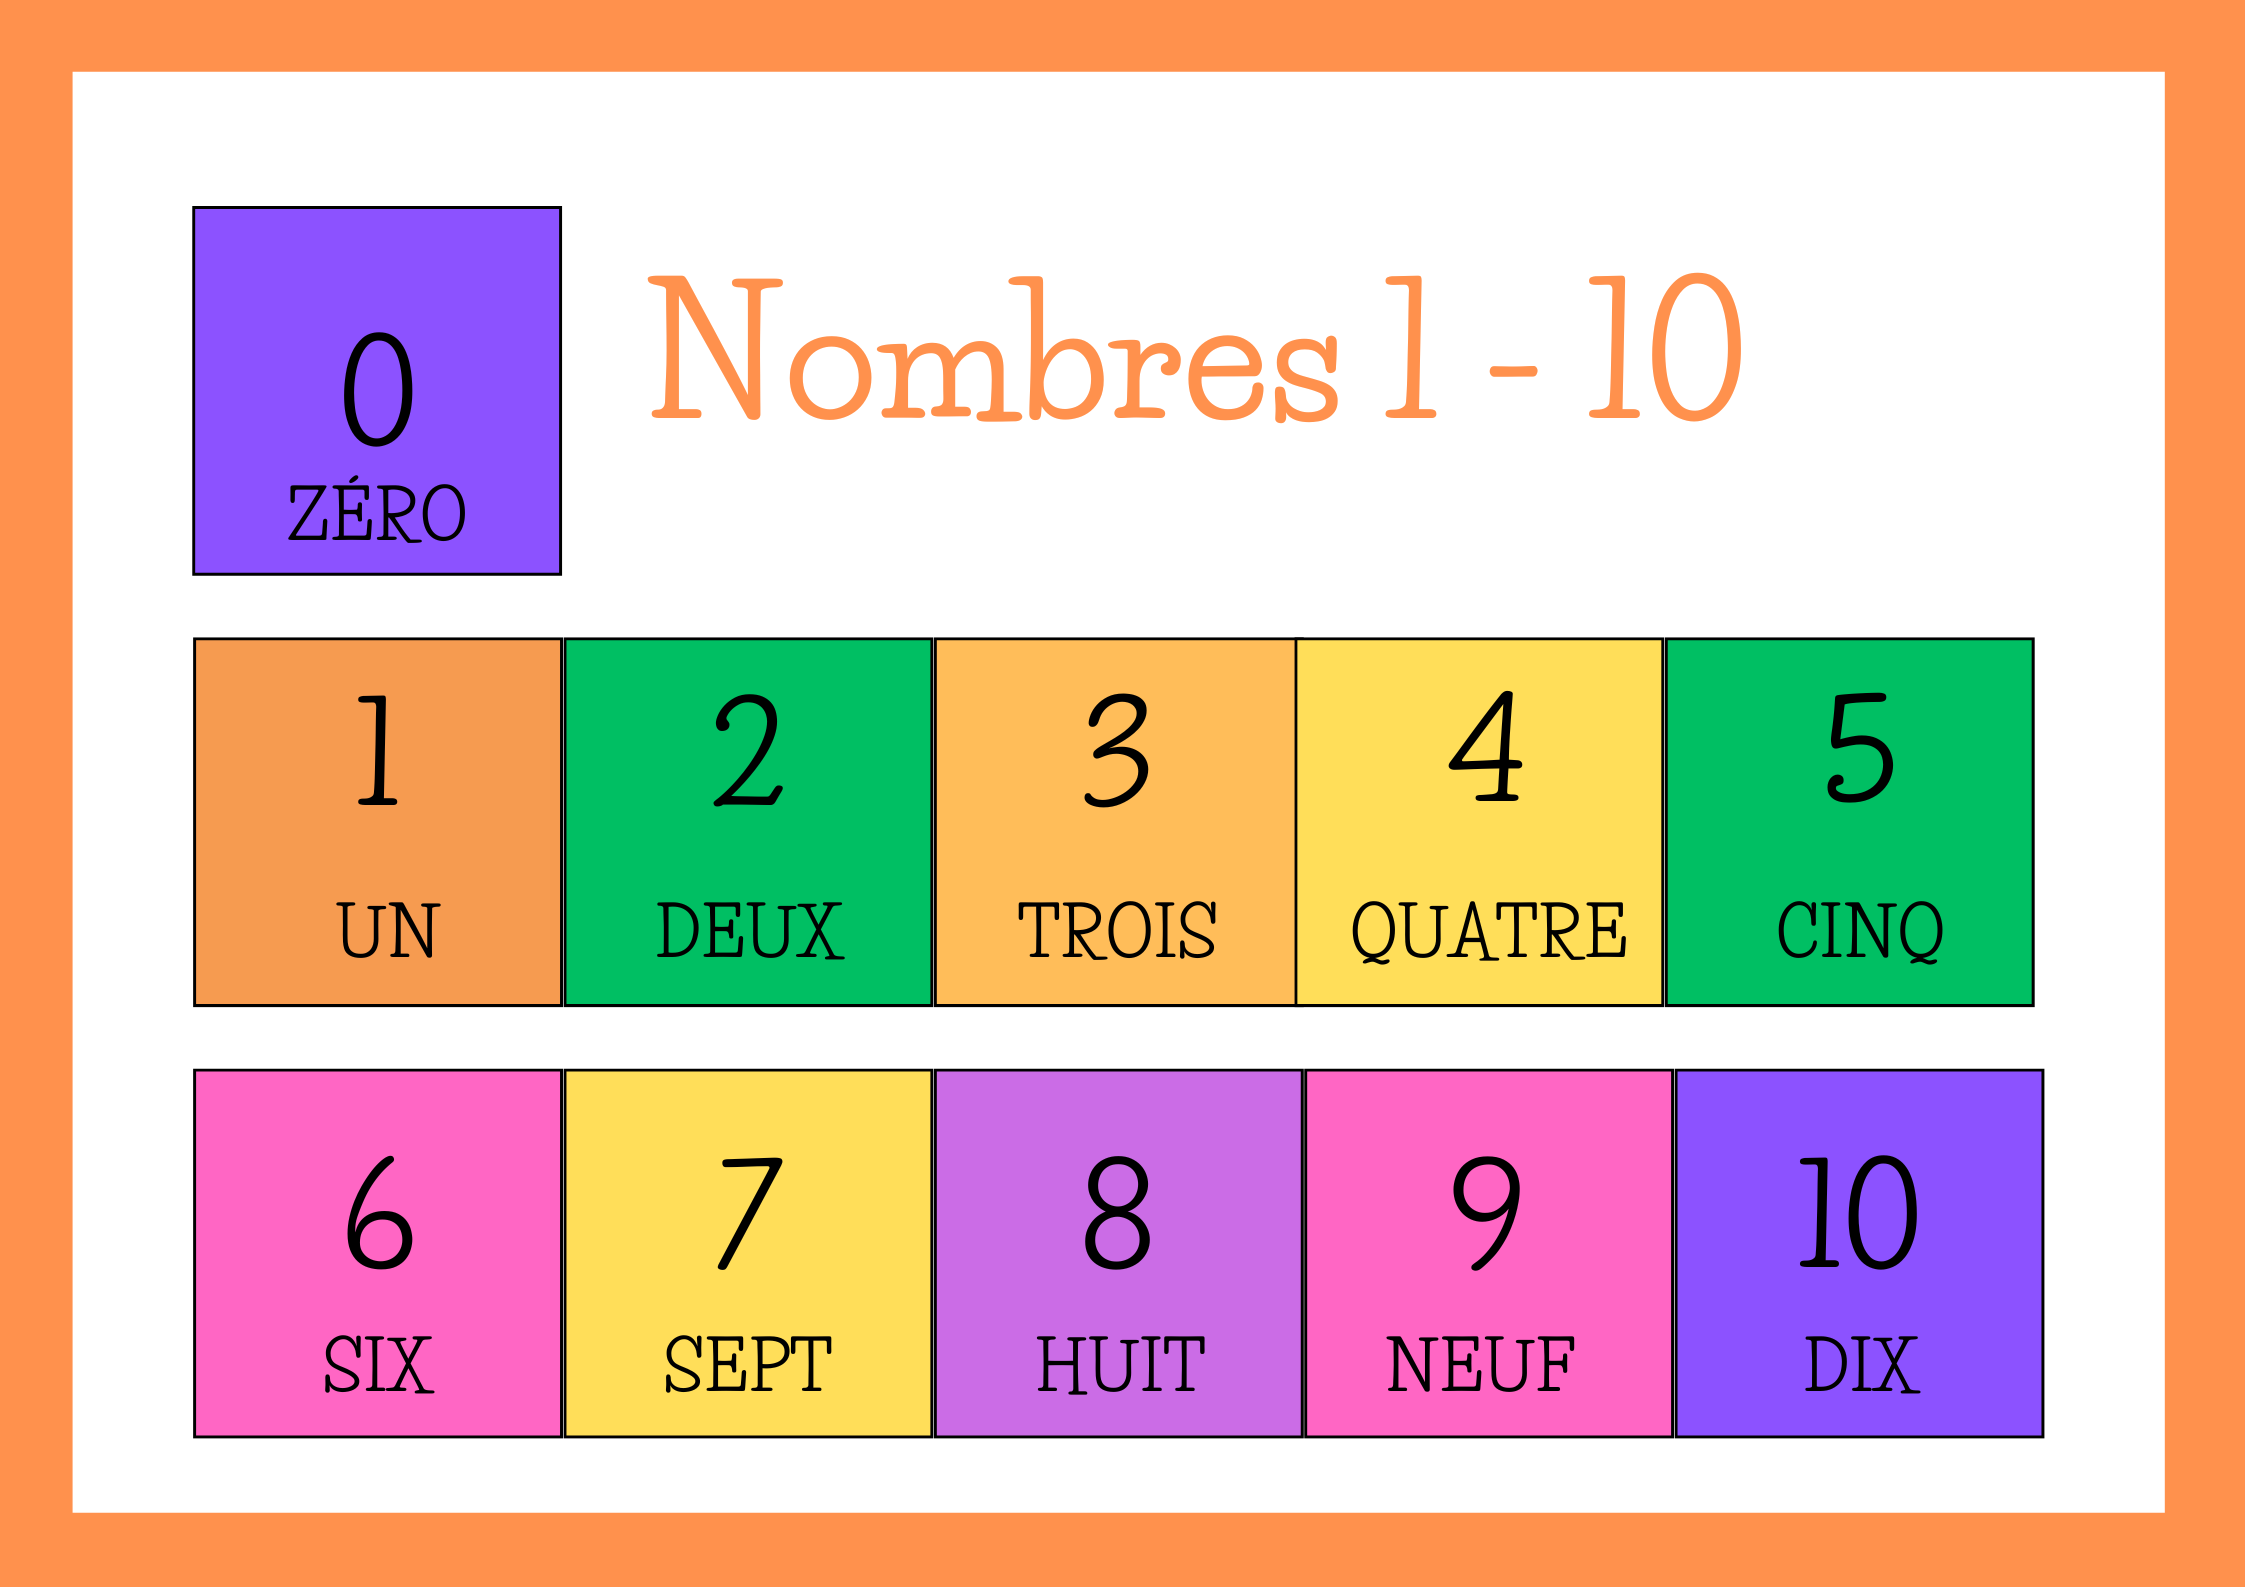 0
ZÉRO
Nombres 1 - 10
1
UN
2
DEUX
3
TROIS
4
QUATRE
5
CINQ
6
SIX
7
SEPT
8
HUIT
9
NEUF
10
DIX